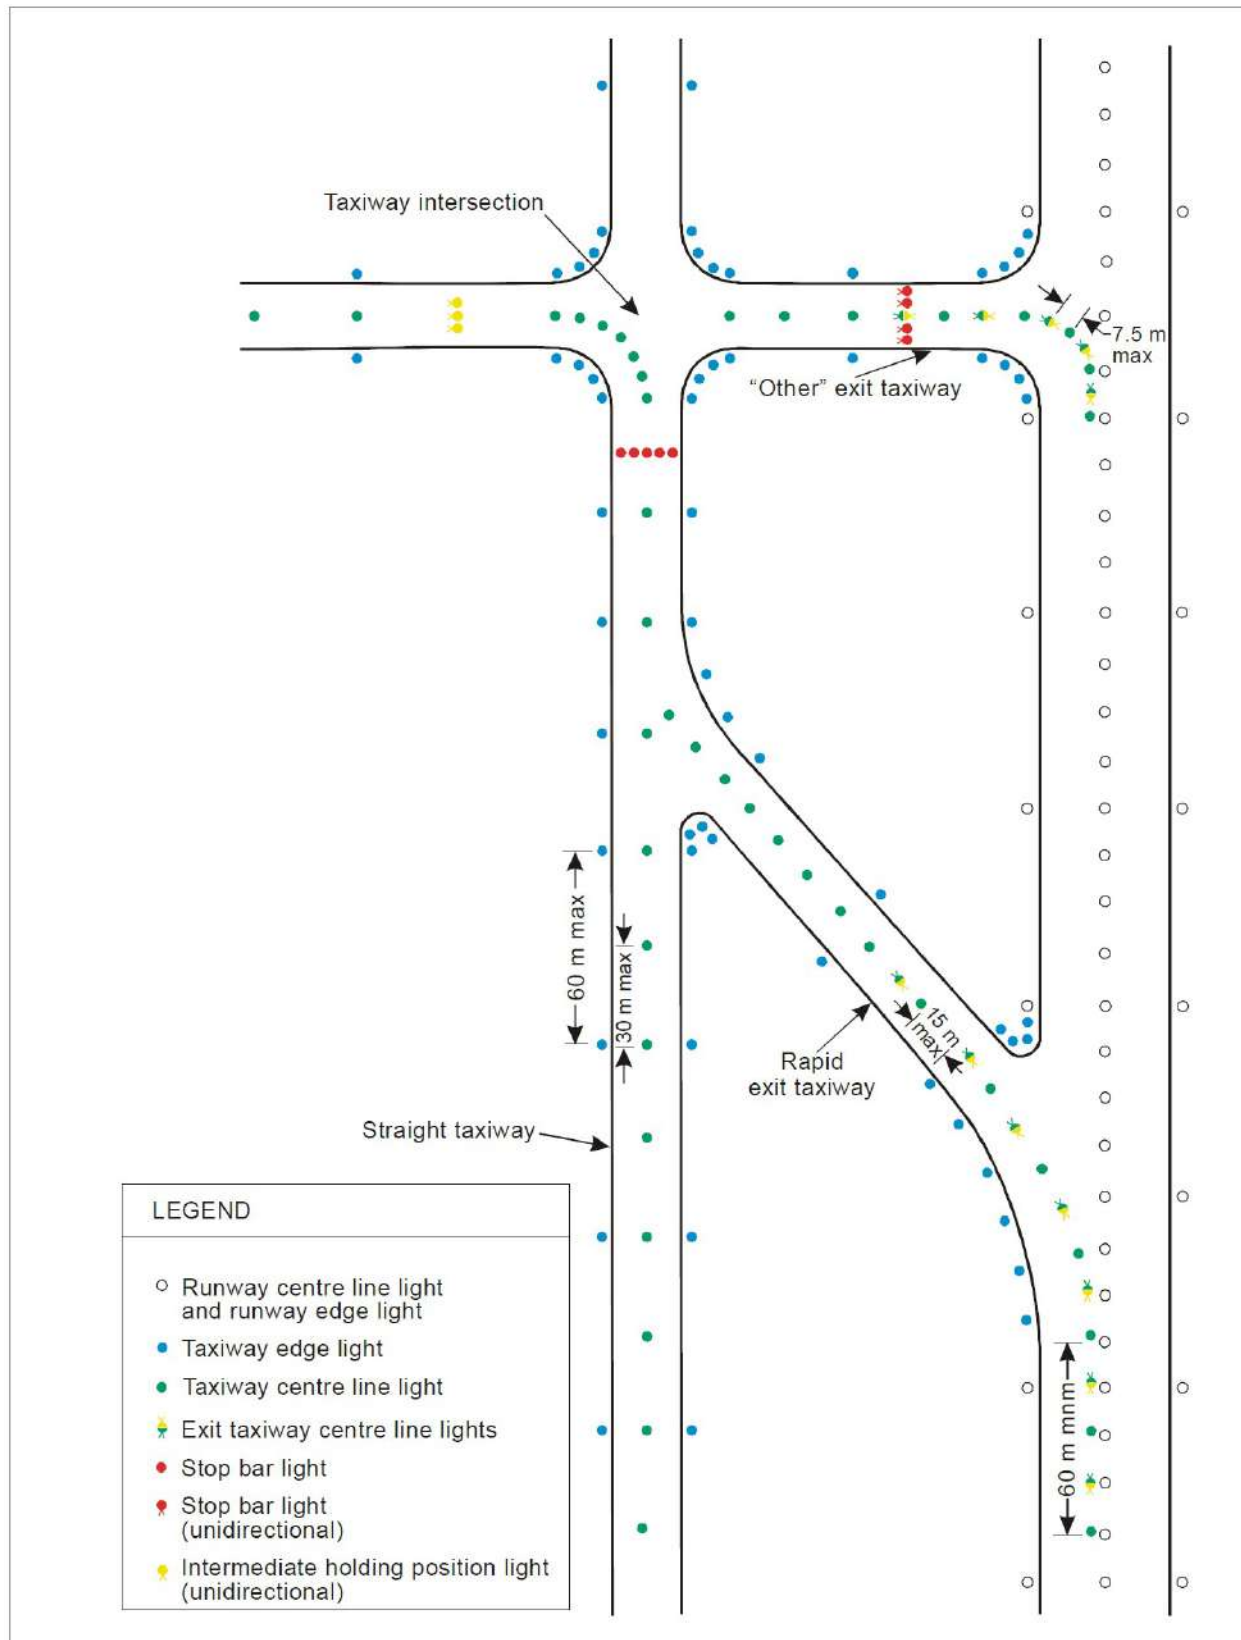 Taxiway intersection
7.5 m
max
“Other” exit taxiway
60 m max
30 m max
15 m
max
Rapid
exit taxiway
Straight taxiway
60 m mnm
LEGEND
Runway centre line light
and runway edge light
Taxiway edge light
Taxiway centre line light
Exit taxiway centre line lights
Stop bar light
Stop bar light
(unidirectional)
Intermediate holding position light
(unidirectional)